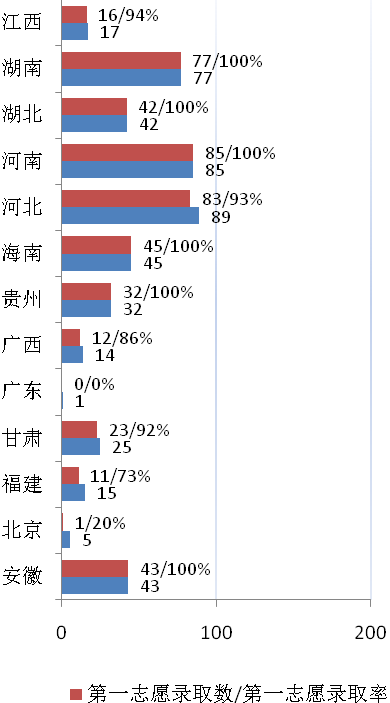 江西 16/94%
17
湖南 77/100%
77
湖北 42/100%
42
河南 85/100%
85
河北 83/93%
89
海南 45/100%
45
贵州 32/100%
32
广西 12/86%
14
广东 0/0%
1
甘肃 23/92%
25
福建 11/73%
15
北京 1/20%
5
安徽 43/100%
43
0 100 200
第一志愿录取数/第一志愿录取率